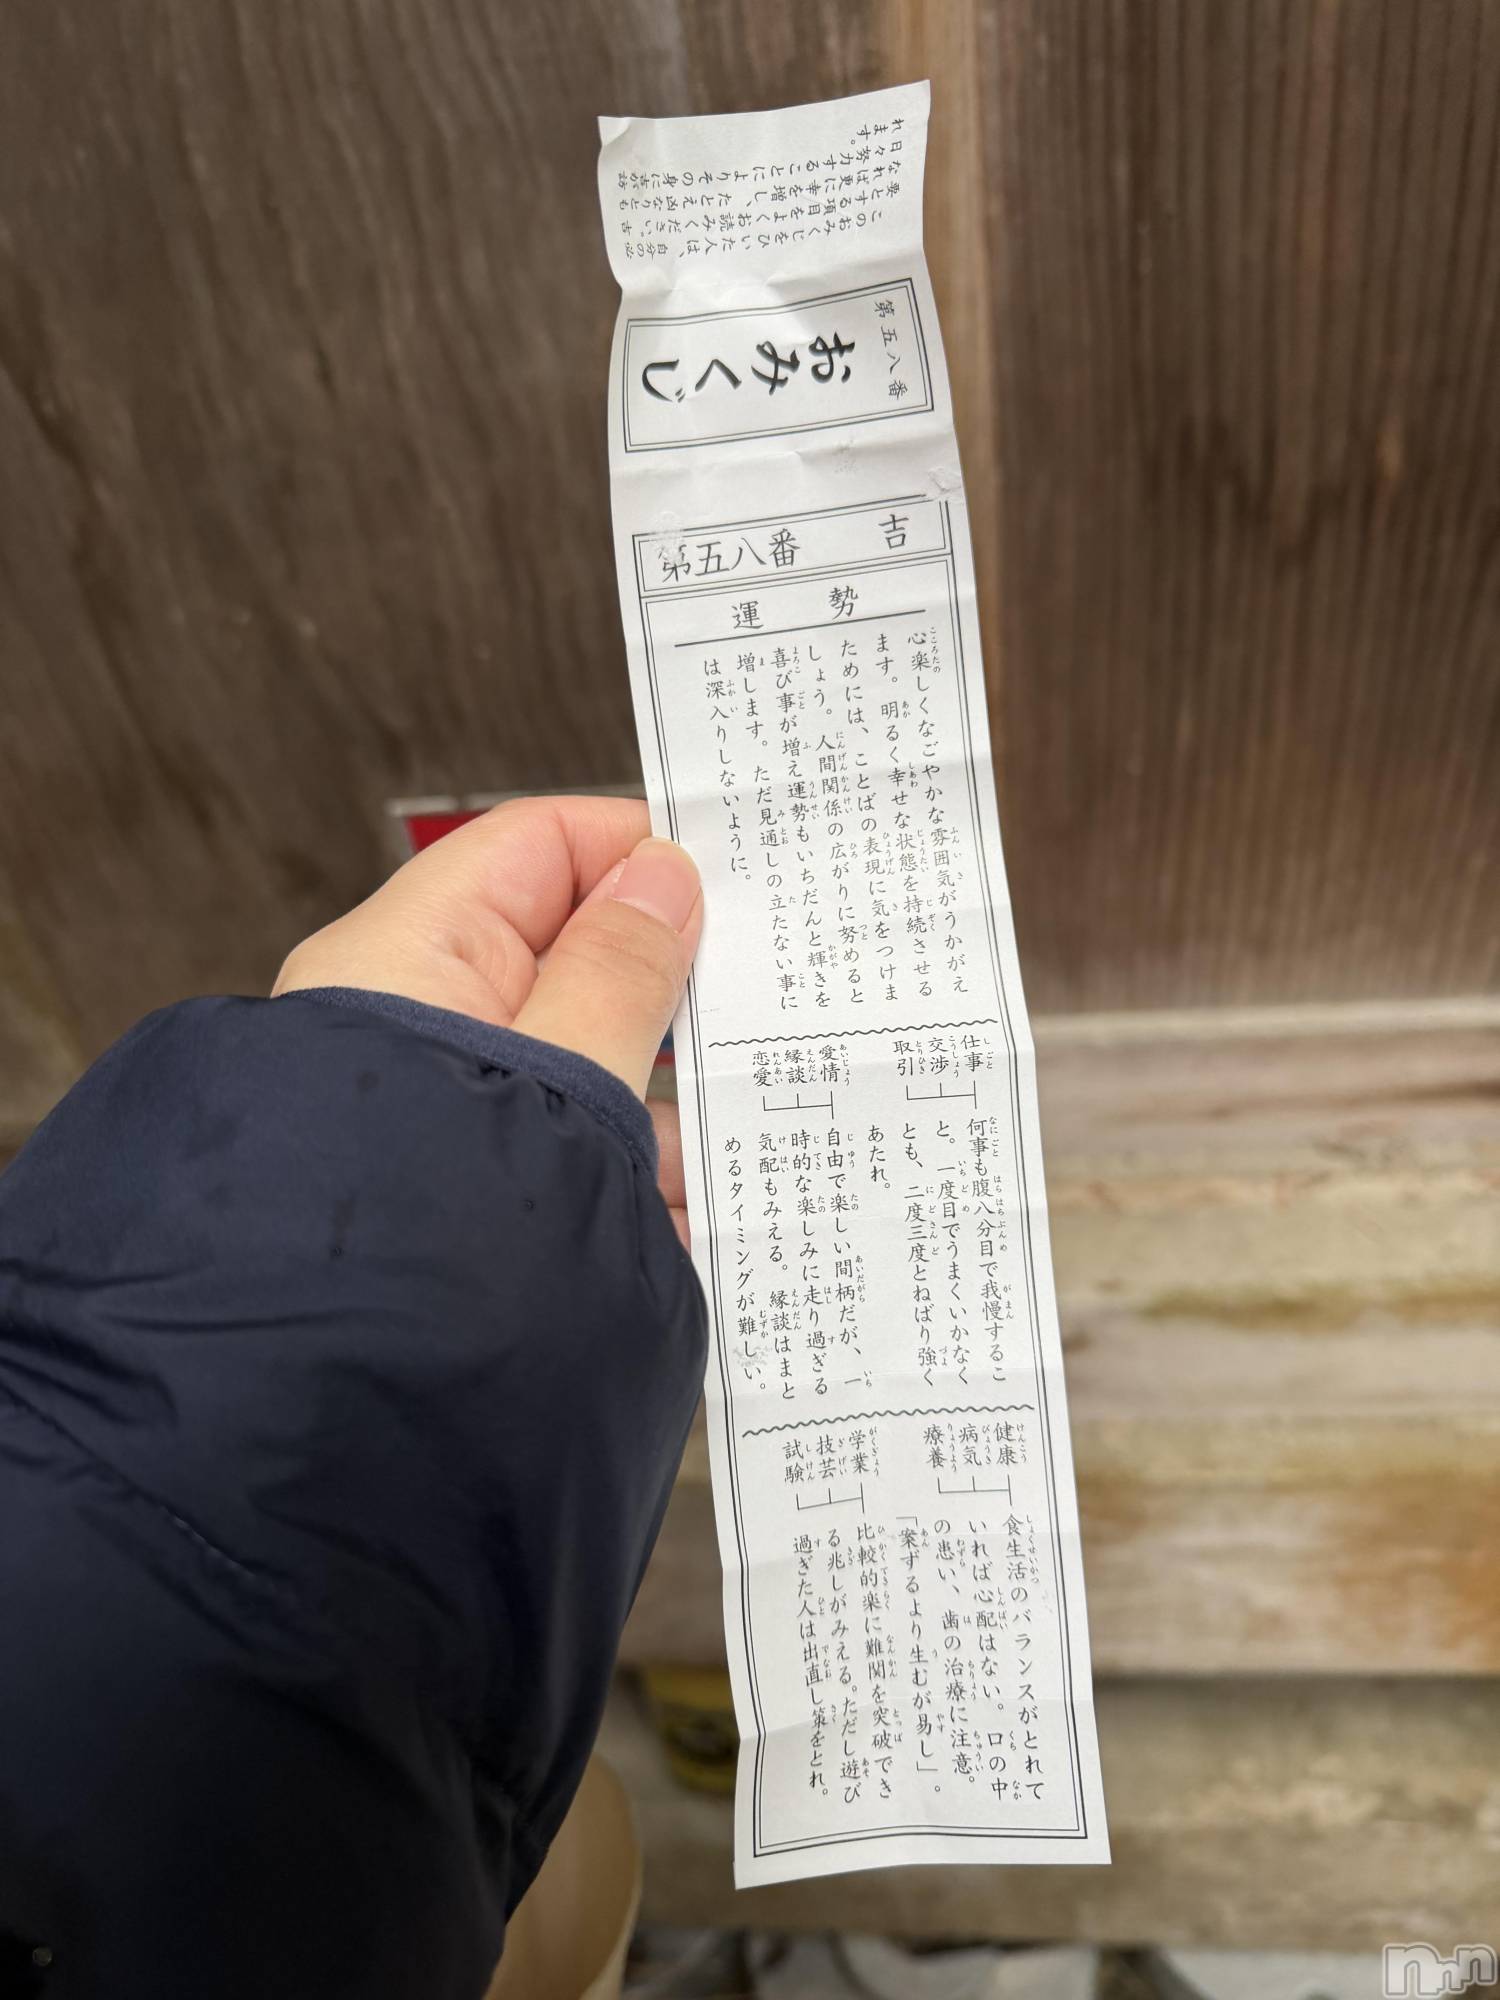 このおみくじをひいた人は、自分の必
要とする項目をよくお読みください。吉
なれば更に幸を増し、たとえ凶なりとも
日々努力することによりその身に吉が訪
れます。
第五八番
おみくじ
第五八番 吉
運勢
心楽しくなごやかな雰囲気がうかがえ
ます。明るく幸せな状態を持続させる
ためには、ことばの表現に気をつけま
しょう。人間関係の広がりに努めると
喜び事が増え運勢もいちだんと輝きを
増します。ただ見通しの立たない事に
は深入りしないように。
仕事
交渉
取引
何事も腹八分目で我慢するこ
と。一度目でうまくいかなく
とも、二度三度とねばり強く
あたれ。
愛情
縁談
恋愛
自由で楽しい間柄だが、一
時的な楽しみに走り過ぎる
気配もみえる。縁談はまと
めるタイミングが難しい。
健康
病気
療養
食生活のバランスがとれて
いれば心配はない。口の中
の患い、歯の治療に注意。
「案ずるより生むが易し」。
学業
技芸
試験
比較的楽に難関を突破でき
る兆しがみえる。ただし遊び
過ぎた人は出直し策をとれ。